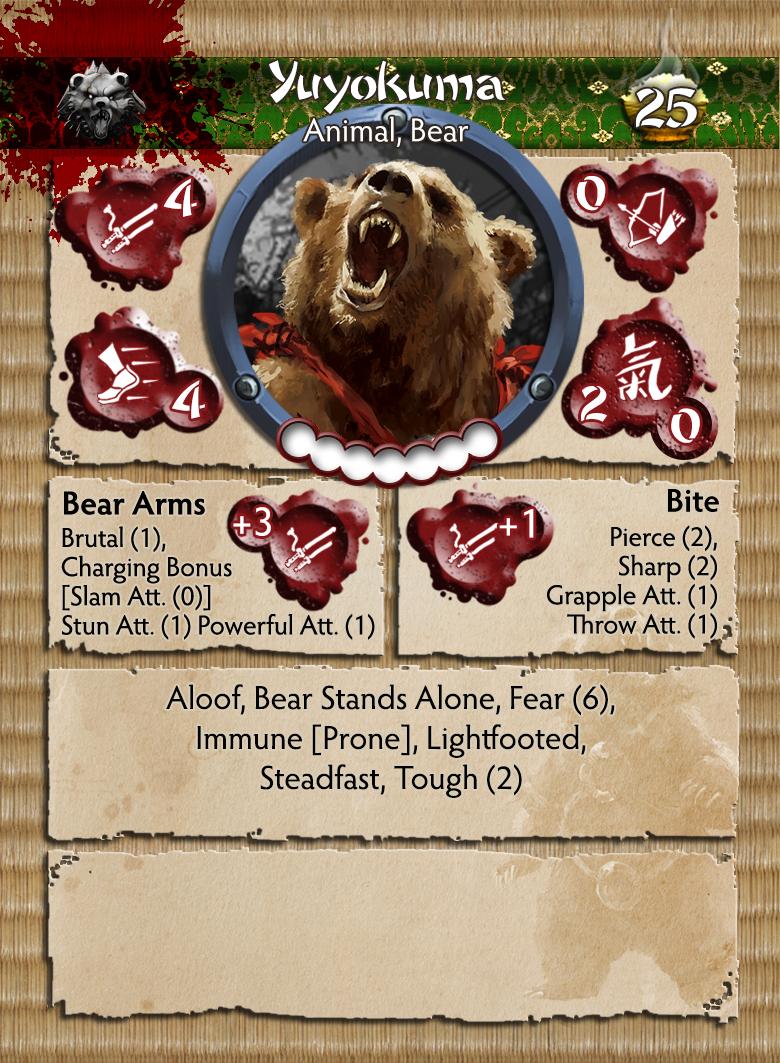 Yuyokuma
25
Animal, Bear
4
0
4
氣
2
0
Bear Arms
+3
Brutal (1),
Charging Bonus
[Slam Att. (0)]
Stun Att. (1) Powerful Att. (1)
+1
Bite
Pierce (2),
Sharp (2)
Grapple Att. (1)
Throw Att. (1)
Aloof, Bear Stands Alone, Fear (6),
Immune [Prone], Lightfooted,
Steadfast, Tough (2)